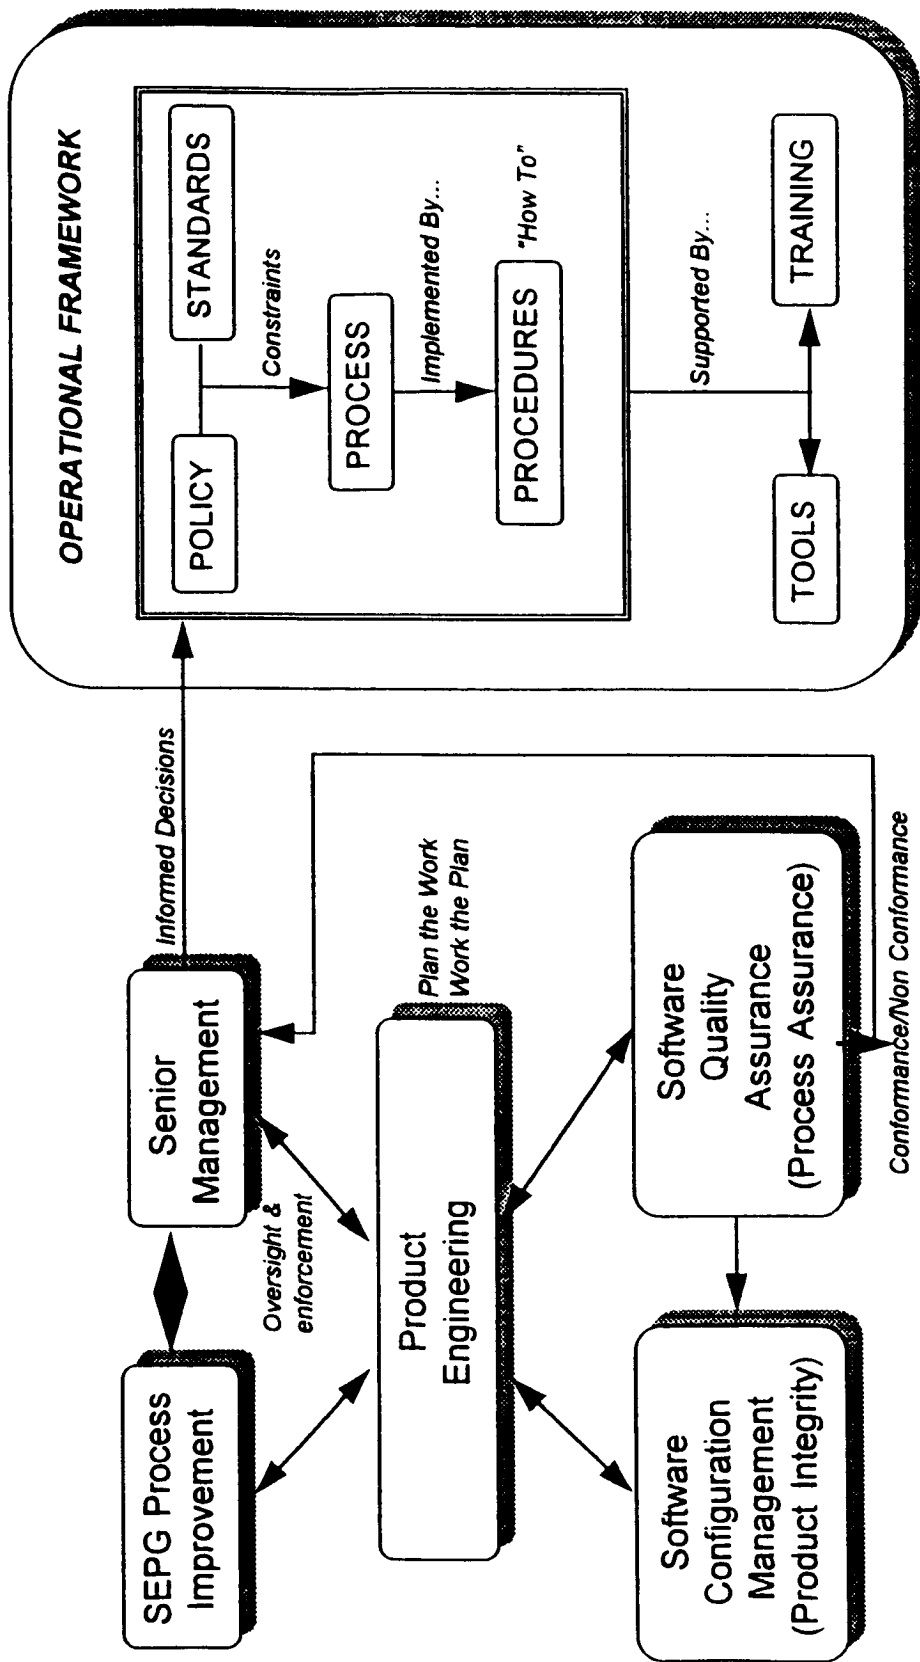 SEPG Process
Improvement
Senior
Management
Informed Decisions
Oversight &
enforcement
Product
Engineering
Plan the Work
Work the Plan
Software
Configuration
Management
(Product Integrity)
Software
Quality
Assurance
(Process Assurance)
Conformance/Non Conformance
OPERATIONAL FRAMEWORK
POLICY
STANDARDS
Constraints
PROCESS
Implemented By...
PROCEDURES
"How To"
Supported By...
TOOLS
TRAINING